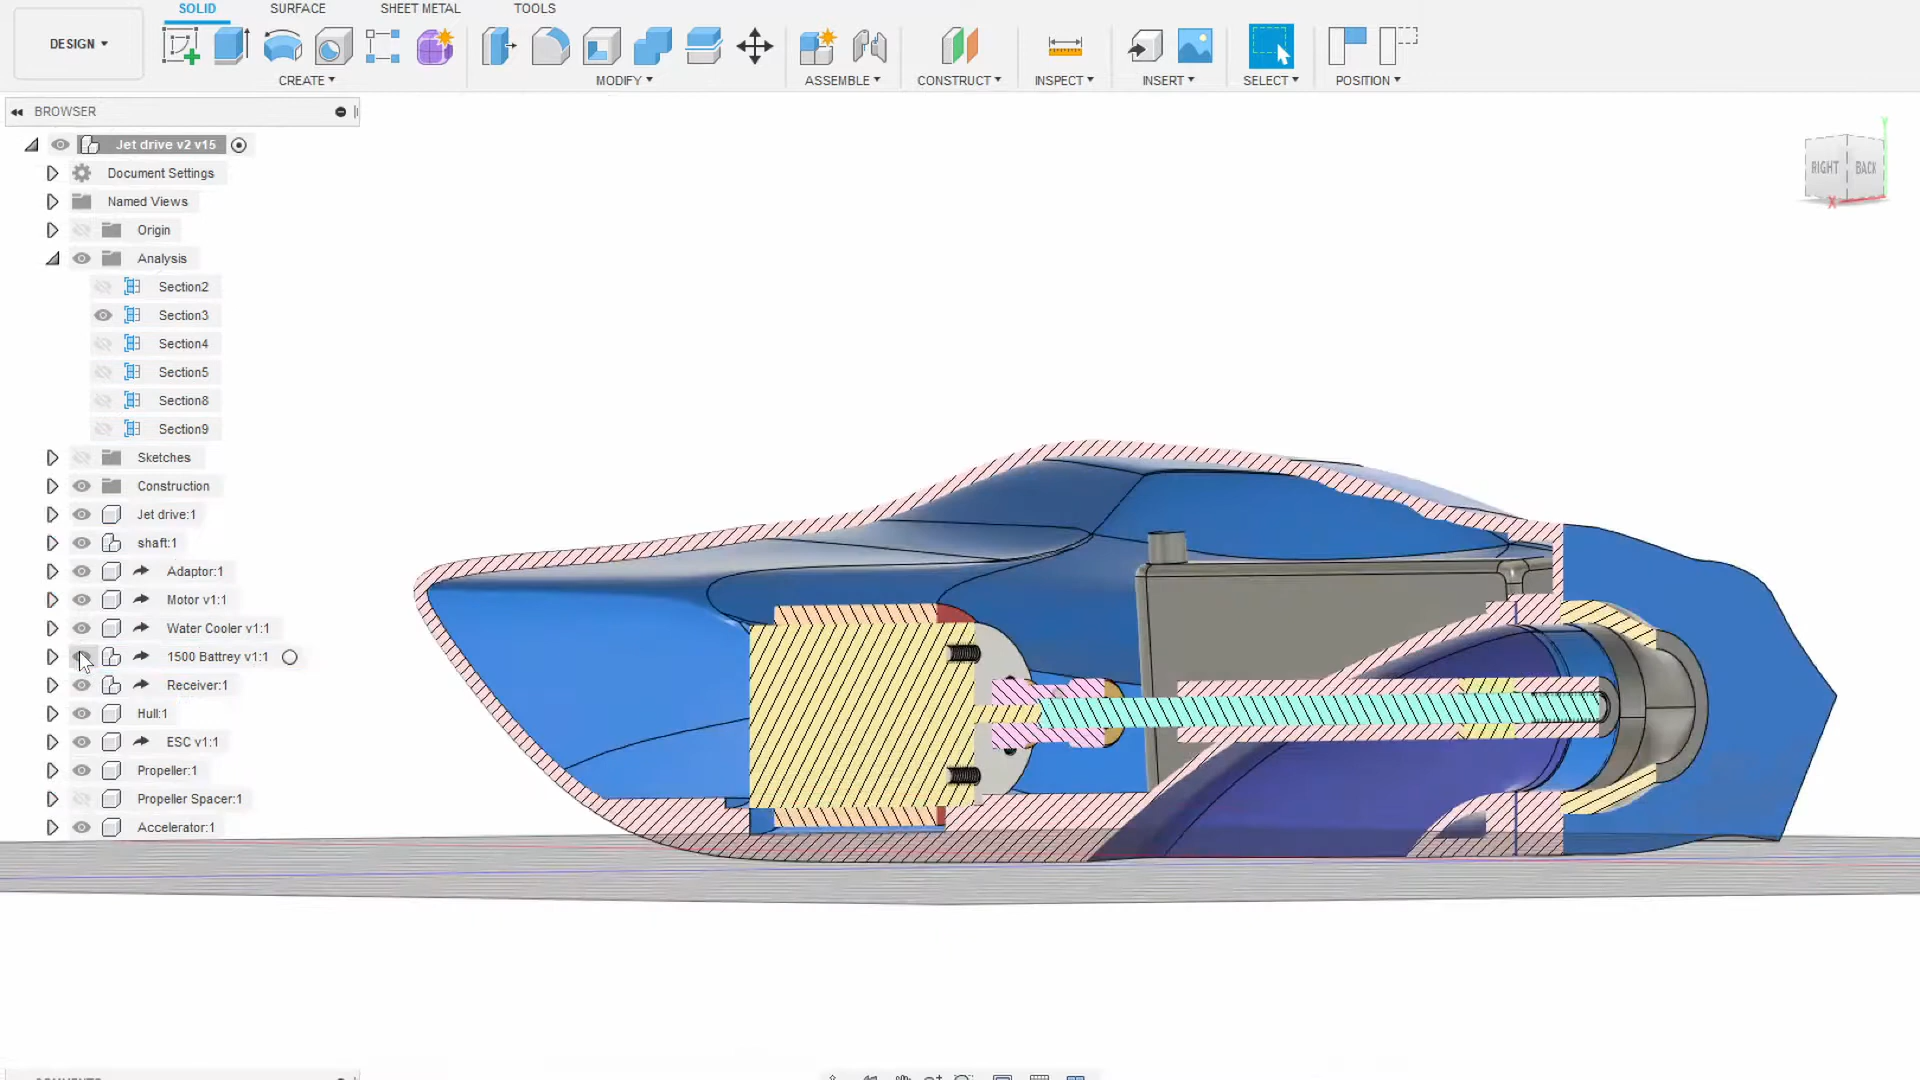 SOLID SURFACE SHEET METAL TOOLS
DESIGN
CREATE MODIFY ASSEMBLE CONSTRUCT INSPECT INSERT SELECT POSITION
BROWSER
Jet drive v2 v15
Document Settings
Named Views
Origin
Analysis
Section2
Section3
Section4
Section5
Section8
Section9
Sketches
Construction
Jet drive:1
shaft:1
Adaptor:1
Motor v1:1
Water Cooler v1:1
1500 Battrey v1:1
Receiver:1
Hull:1
ESC v1:1
Propeller:1
Propeller Spacer:1
Accelerator:1
Y
RIGHT BACK
X